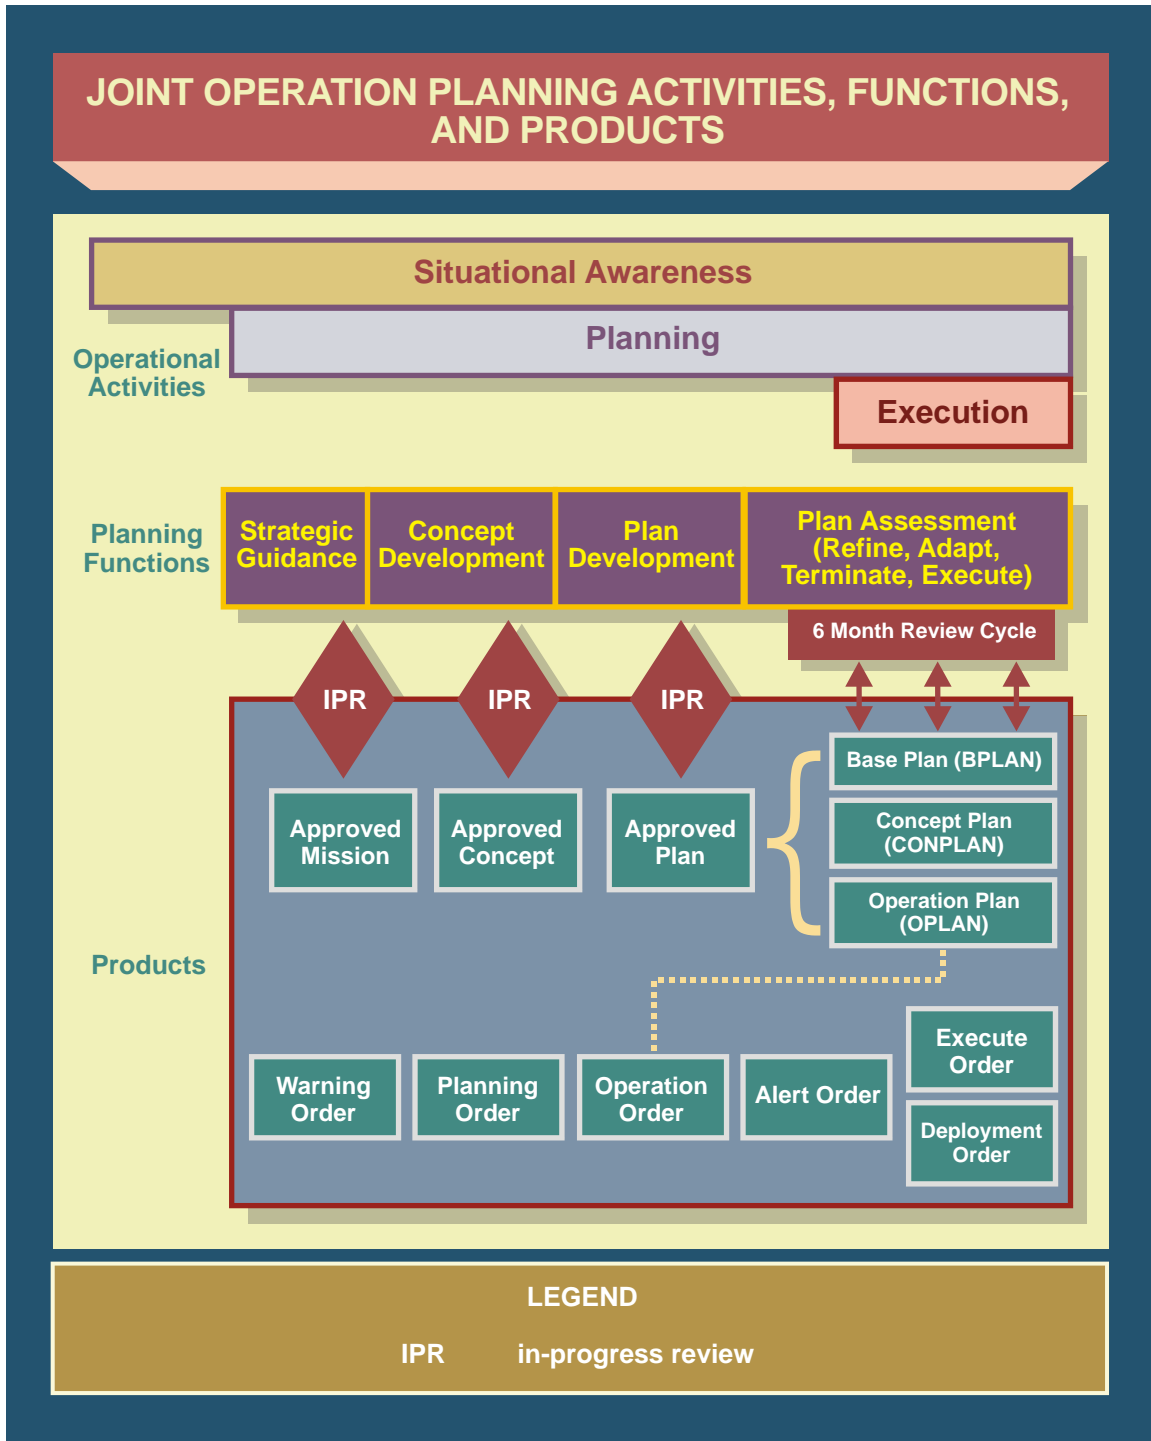 JOINT OPERATION PLANNING ACTIVITIES, FUNCTIONS,
AND PRODUCTS
Situational Awareness
Planning
Operational
Activities
Execution
Planning
Functions
Strategic
Guidance
Concept
Development
Plan
Development
Plan Assessment
(Refine, Adapt,
Terminate, Execute)
6 Month Review Cycle
IPR
IPR
IPR
Products
Approved
Mission
Approved
Concept
Approved
Plan
Base Plan (BPLAN)
Concept Plan
(CONPLAN)
Operation Plan
(OPLAN)
Warning
Order
Planning
Order
Operation
Order
Alert Order
Execute
Order
Deployment
Order
LEGEND
IPR in-progress review